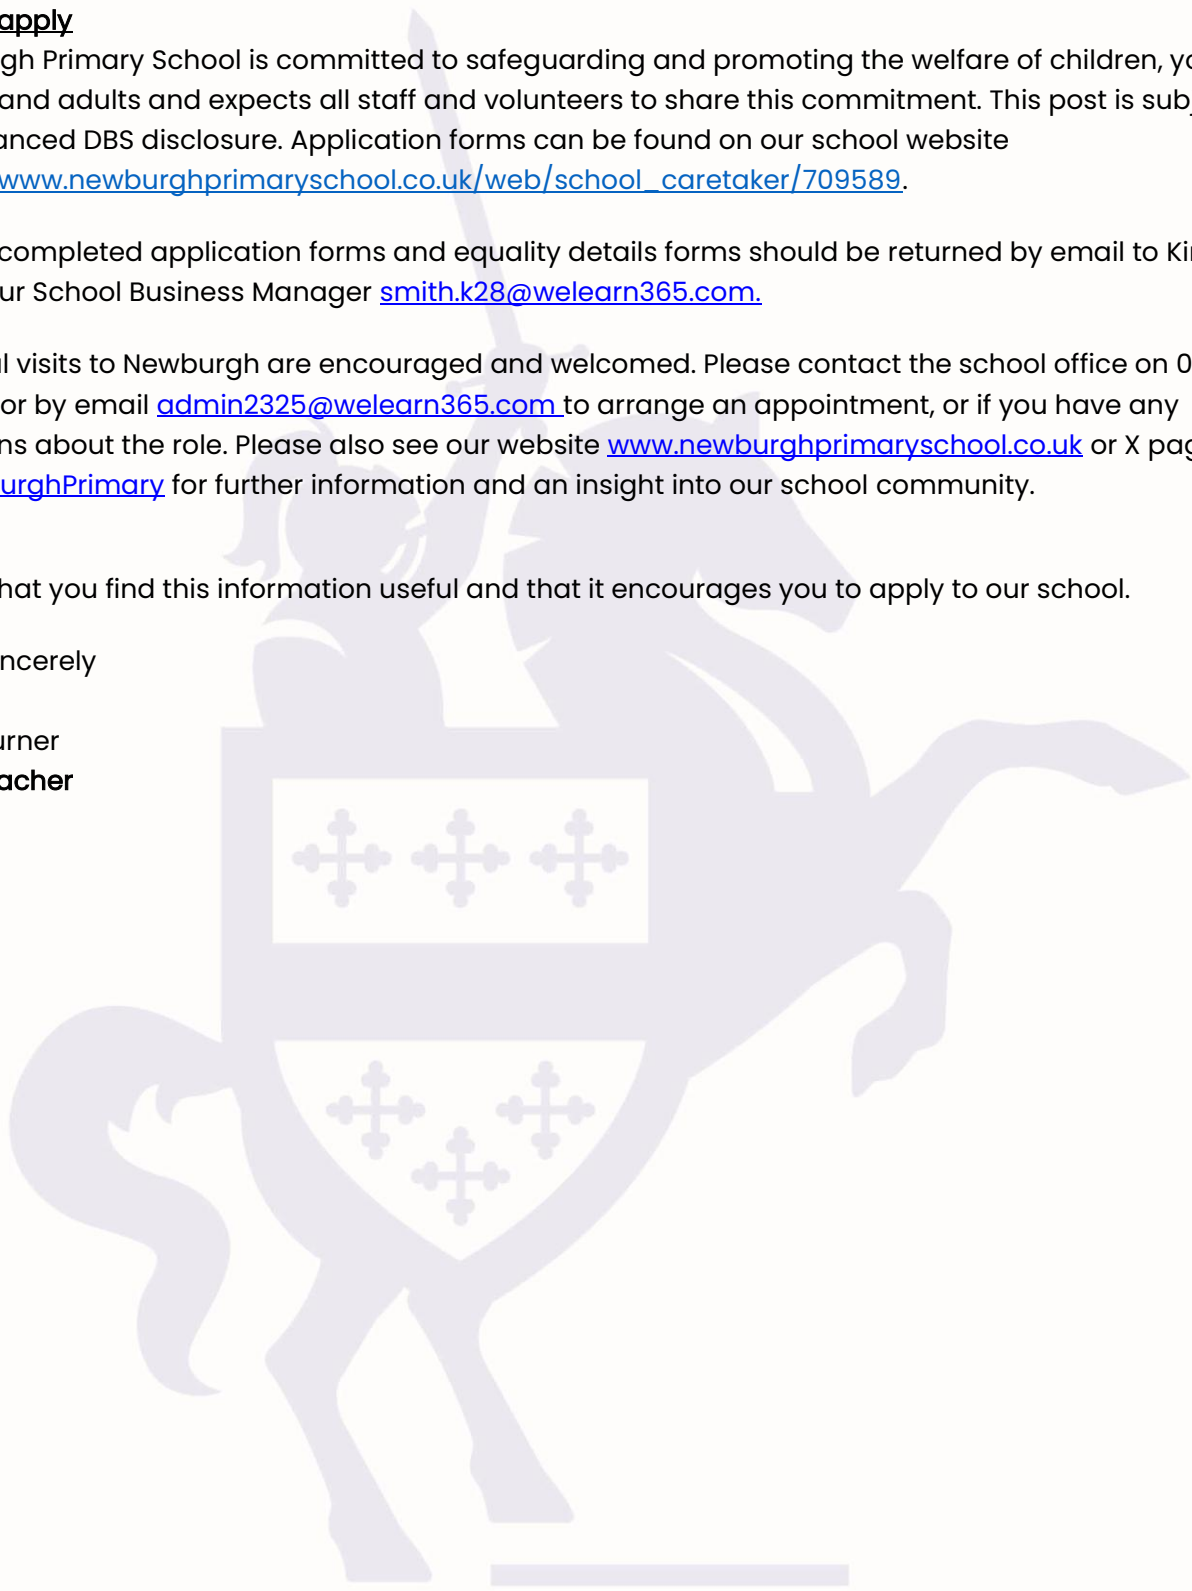 apply
gh Primary School is committed to safeguarding and promoting the welfare of children, yo
and adults and expects all staff and volunteers to share this commitment. This post is sub
anced DBS disclosure. Application forms can be found on our school website
www.newburghprimaryschool.co.uk/web/school_caretaker/709589.
completed application forms and equality details forms should be returned by email to Ki
ur School Business Manager smith.k28@welearn365.com.
l visits to Newburgh are encouraged and welcomed. Please contact the school office on 0
or by email admin2325@welearn365.com to arrange an appointment, or if you have any
ns about the role. Please also see our website www.newburghprimaryschool.co.uk or X pag
urghPrimary for further information and an insight into our school community.
hat you find this information useful and that it encourages you to apply to our school.
ncerely
urner
acher